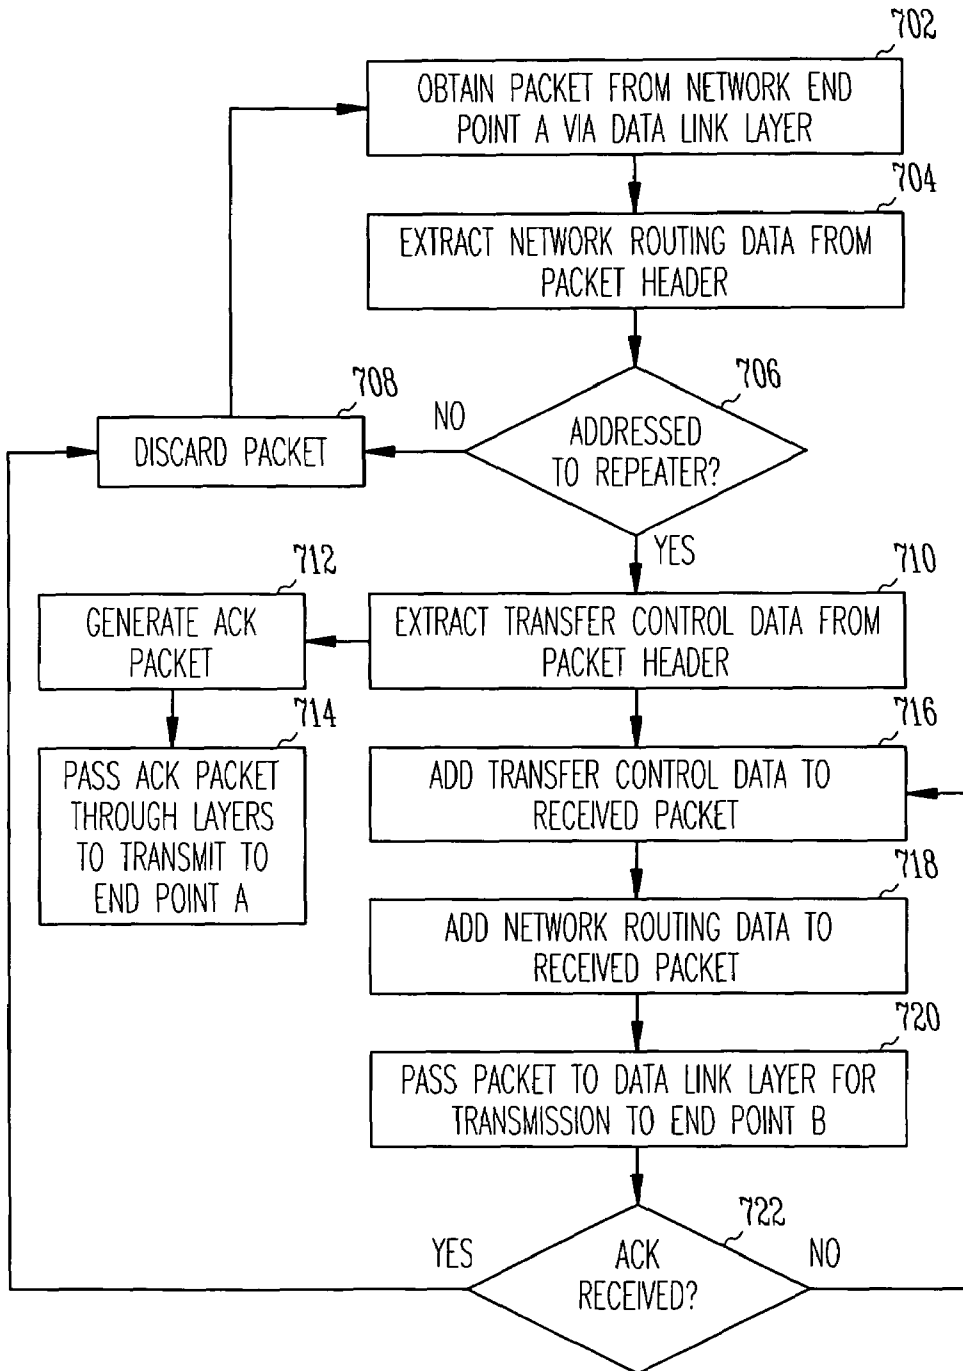 702
OBTAIN PACKET FROM NETWORK END
POINT A VIA DATA LINK LAYER
704
EXTRACT NETWORK ROUTING DATA FROM
PACKET HEADER
706
ADDRESSED
TO REPEATER?
NO
708
DISCARD PACKET
YES
710
EXTRACT TRANSFER CONTROL DATA FROM
PACKET HEADER
712
GENERATE ACK
PACKET
714
PASS ACK PACKET
THROUGH LAYERS
TO TRANSMIT TO
END POINT A
716
ADD TRANSFER CONTROL DATA TO
RECEIVED PACKET
718
ADD NETWORK ROUTING DATA TO
RECEIVED PACKET
720
PASS PACKET TO DATA LINK LAYER FOR
TRANSMISSION TO END POINT B
722
ACK
RECEIVED?
YES
NO